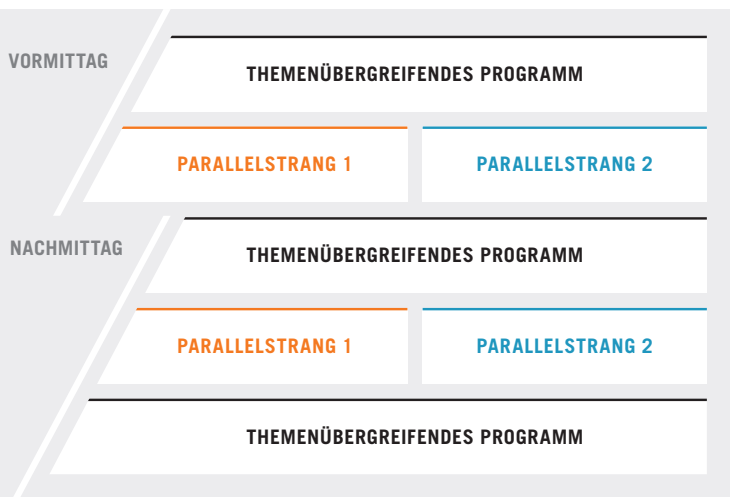 VORMITTAG
THEMENÜBERGREIFENDES PROGRAMM
PARALLELSTRANG 1
PARALLELSTRANG 2
NACHMITTAG
THEMENÜBERGREIFENDES PROGRAMM
PARALLELSTRANG 1
PARALLELSTRANG 2
THEMENÜBERGREIFENDES PROGRAMM